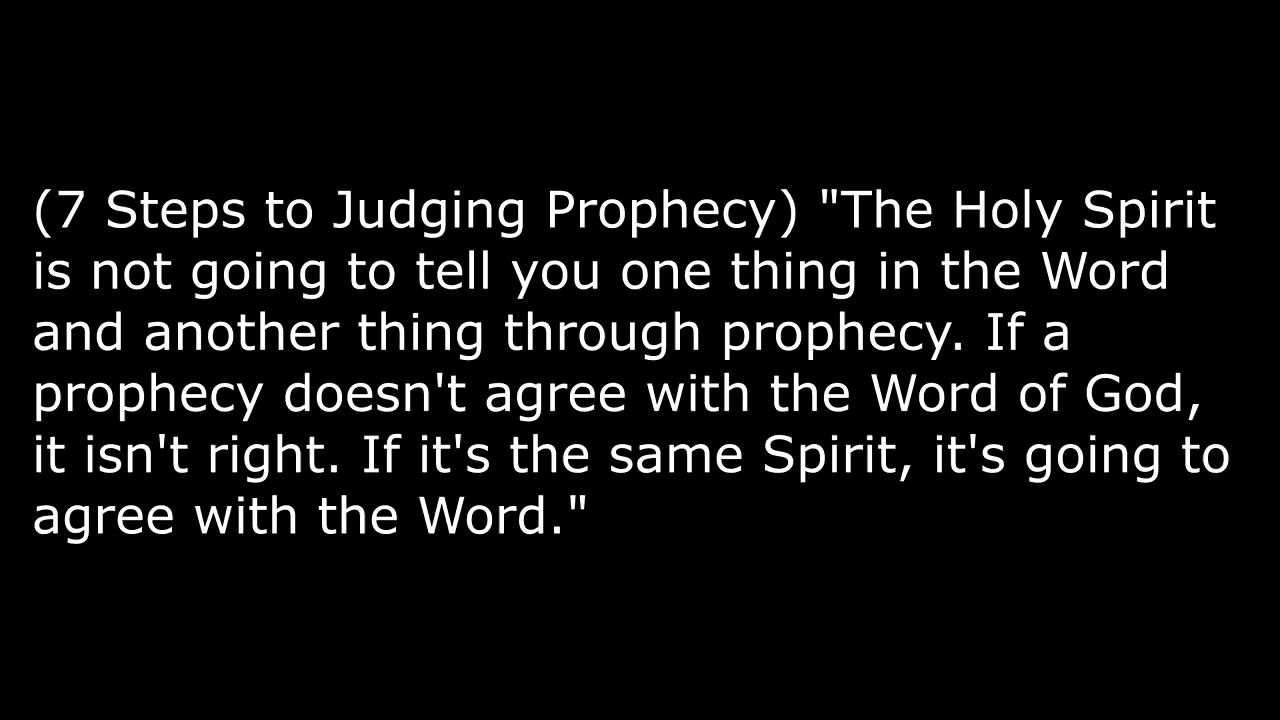 (7 Steps to Judging Prophecy) "The Holy Spirit
is not going to tell you one thing in the Word
and another thing through prophecy. If a
prophecy doesn't agree with the Word of God,
it isn't right. If it's the same Spirit, it's going to
agree with the Word."